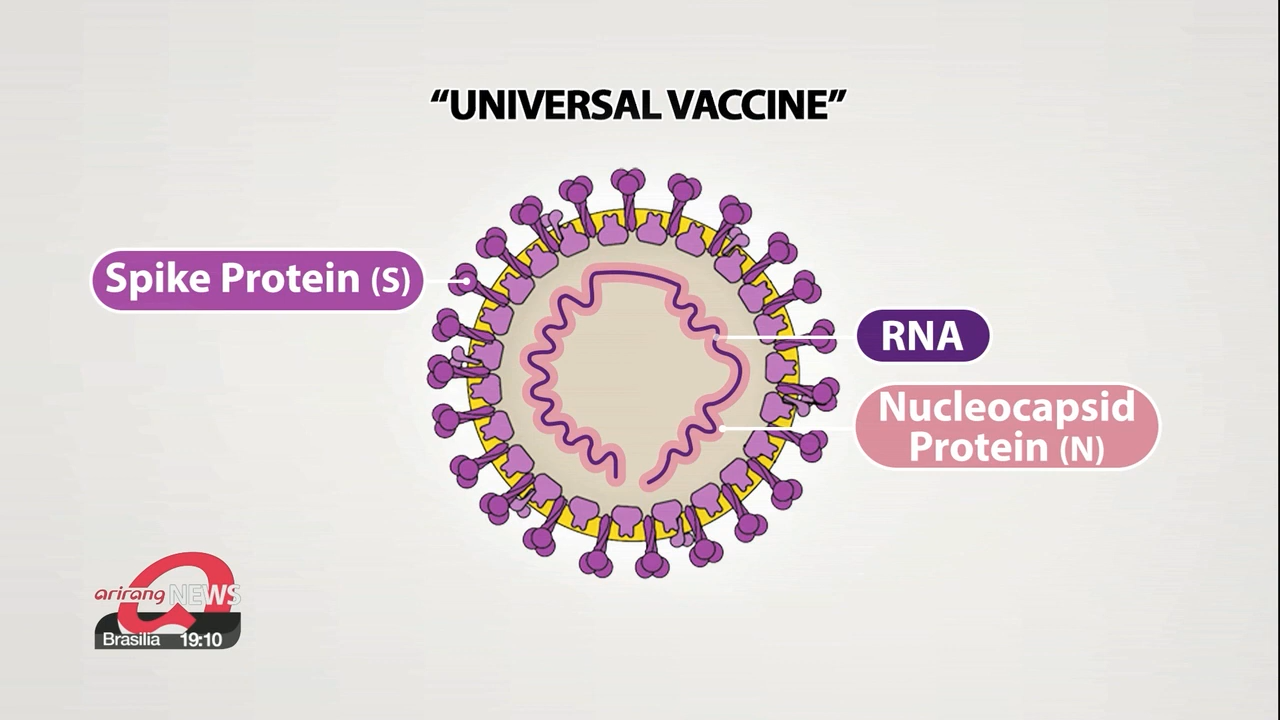 “UNIVERSAL VACCINE”
Spike Protein (S)
RNA
Nucleocapsid
Protein (N)
arirang NEWS
Brasilia 19:10